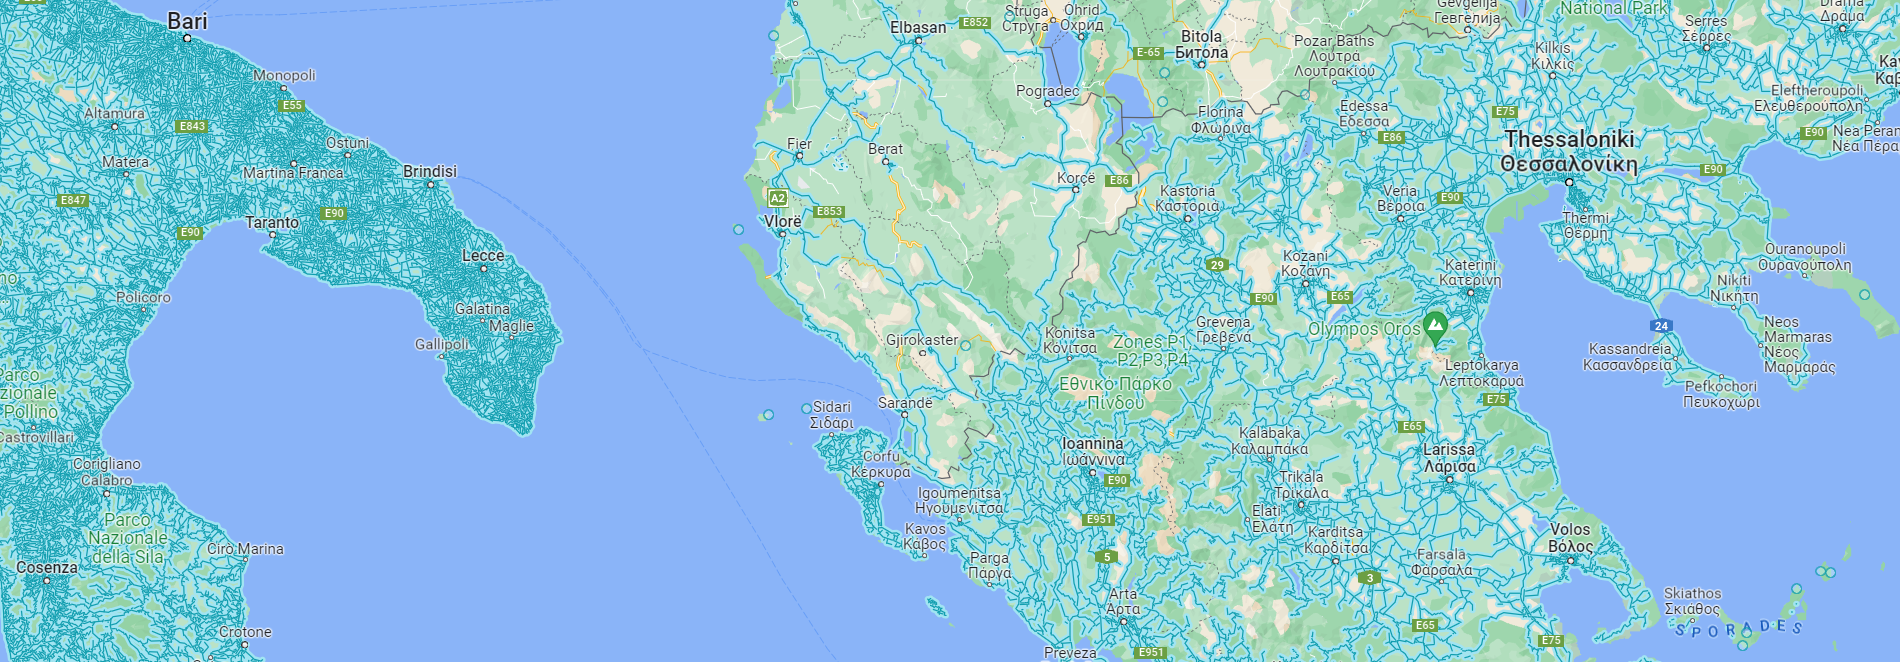 Bari
Monopoli
E55
Altamura
E843
Ostuni
Matera
Martina Franca
Brindisi
E847
E90
Taranto
E90
Lecce
Policoro
Galatina
Maglie
Gallipoli
Parco
Pollino
Castrovillari
Corigliano
Calabro
Parco
Nazionale
della Sila
Cirò Marina
Cosenza
Crotone
Elbasan
E852
Struga
Струга
Ohrid
Охрид
E-65
Bitola
Битола
Pogradec
Fier
Berat
Korçë
E86
A2
E853
Vlorë
Gjirokaster
Sarandë
Sidari
Σιδάρι
Corfu
Κέρκυρα
Kavos
Κάβος
Igoumenitsa
Ηγουμενίτσα
Parga
Πάργα
Preveza
E951
Konitsa
Κόνιτσα
Zones P1,
P2,P3,P4
Εθνικό Πάρκο
Πίνδου
Ioannina
Ιωάννινα
E90
E951
5
Arta
Άρτα
Gevgelija
Гевгелија
National Park
Serres
Σέρρες
Drama
Δράμα
Pozar Baths
Λουτρά
Λουτρακίου
Kilkis
Κιλκίς
Florina
Φλώρινα
Edessa
Έδεσσα
E86
E75
Eleftheroupoli
Ελευθερούπολη
Thessaloniki
Θεσσαλονίκη
E90
E90
Nea Peran
Νέα Πέρα
Kastoria
Καστοριά
Veria
Βέροια
E90
Thermi
Θέρμη
29
Kozani
Κοζάνη
Katerini
Κατερίνη
E90
E65
Ouranoupoli
Ουρανούπολη
Nikiti
Νικήτη
24
Neos
Marmaras
Νέος
Μαρμαράς
Grevena
Γρεβενά
Olympos Oros
Kassandreia
Κασσανδρεία
Leptokarya
Λεπτοκαρυά
Pefkochori
Πευκοχώρι
E75
E65
Kalabaka
Καλαμπάκα
Larissa
Λάρισα
Trikala
Τρίκαλα
Elati
Ελάτη
Karditsa
Καρδίτσα
Volos
Βόλος
Farsala
Φάρσαλα
3
Skiathos
Σκιάθος
E65
E75
SPORADES